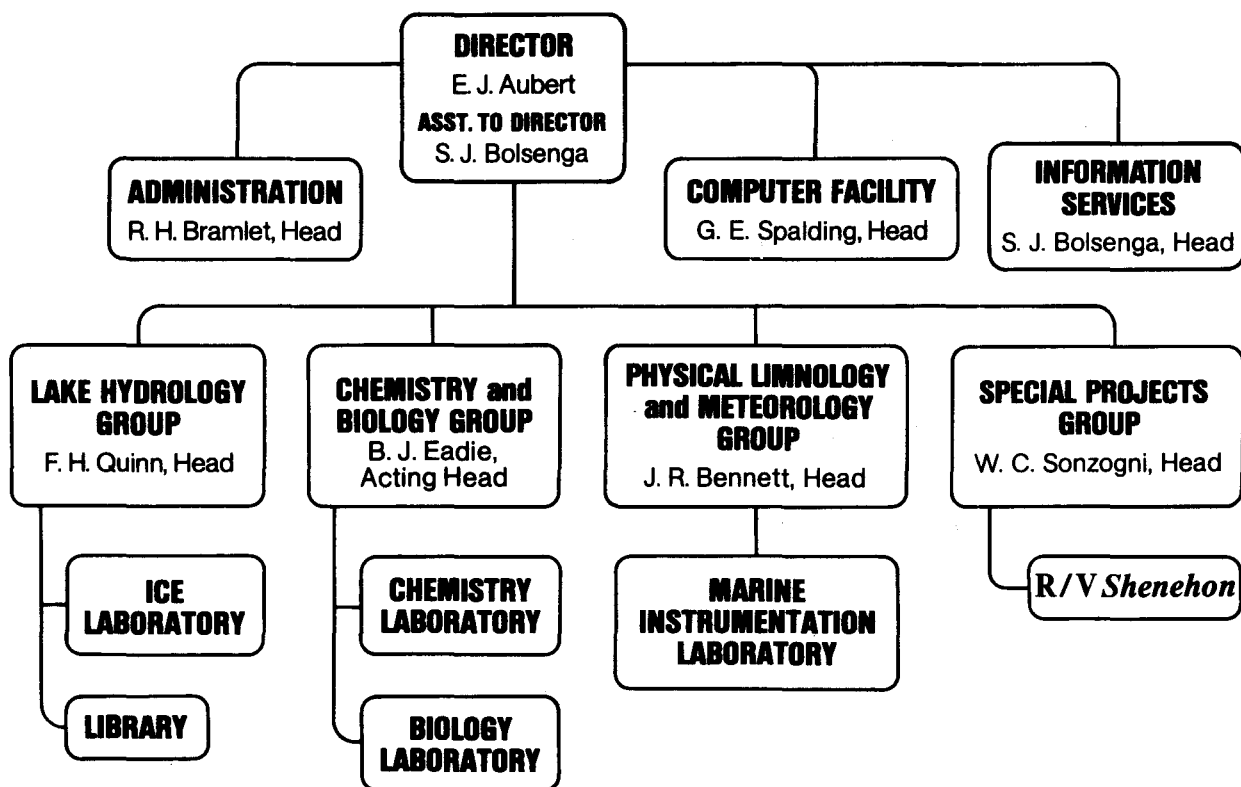 DIRECTOR
E. J. Aubert
ASST. TO DIRECTOR
S. J. Bolsenga
ADMINISTRATION
R. H. Bramlet, Head
COMPUTER FACILITY
G. E. Spalding, Head
INFORMATION
SERVICES
S. J. Bolsenga, Head
LAKE HYDROLOGY
GROUP
F. H. Quinn, Head
CHEMISTRY and
BIOLOGY GROUP
B. J. Eadie,
Acting Head
PHYSICAL LIMNOLOGY
and METEOROLOGY
GROUP
J. R. Bennett, Head
SPECIAL PROJECTS
GROUP
W. C. Sonzogni, Head
ICE
LABORATORY
LIBRARY
CHEMISTRY
LABORATORY
BIOLOGY
LABORATORY
MARINE
INSTRUMENTATION
LABORATORY
R/V Shenehon